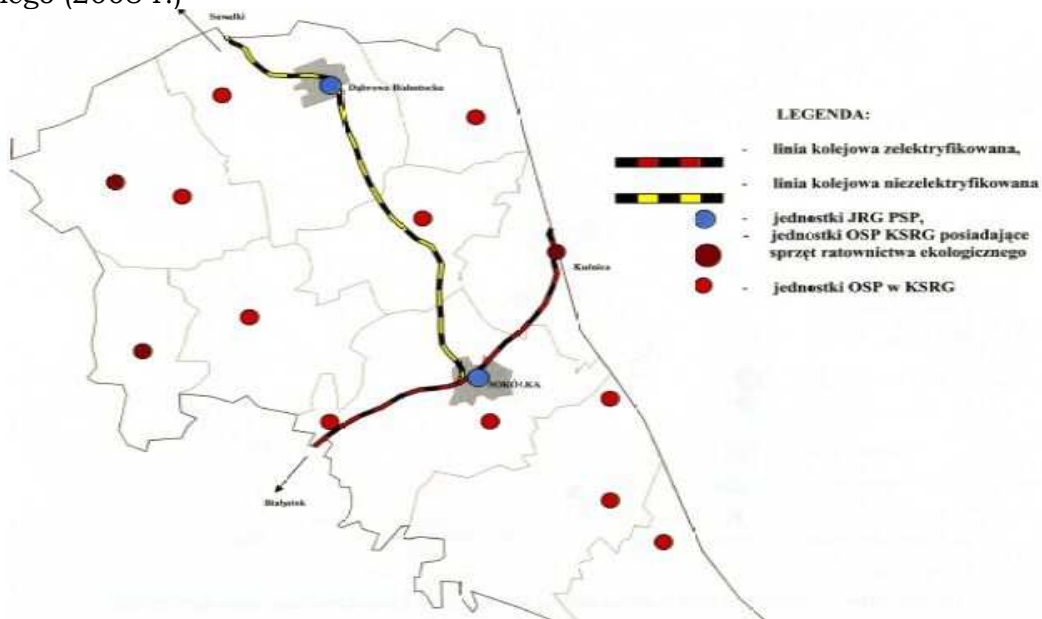 nego (2008 r.)
Suwałki
Dąbrowa Białostocka
LEGENDA:
- linia kolejowa zelektryfikowana,
- linia kolejowa niezelektryfikowana
- jednostki JRG PSP,
- jednostki OSP KSRG posiadające
sprzęt ratownictwa ekologicznego
Kuźnica
- jednostki OSP w KSRG
SOKÓŁKA
Białystok